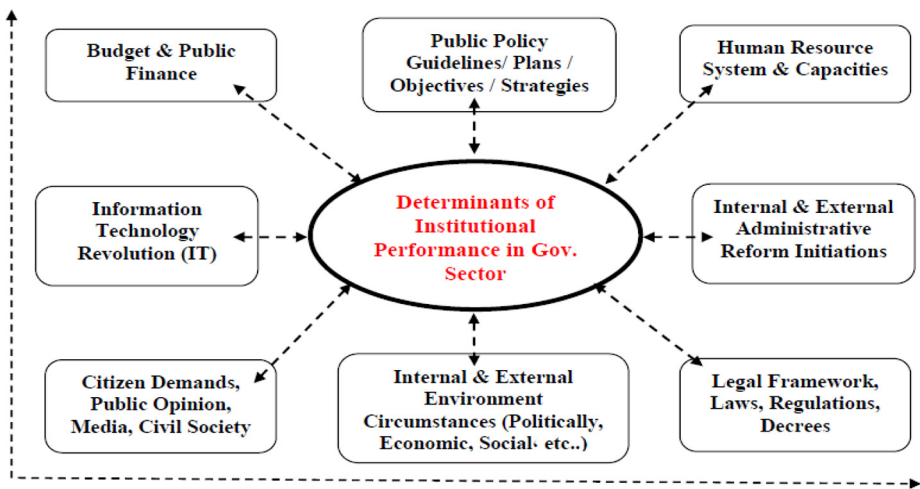 Budget & Public
Finance
Public Policy
Guidelines/ Plans /
Objectives / Strategies
Human Resource
System & Capacities
Information
Technology
Revolution (IT)
Determinants of
Institutional
Performance in Gov.
Sector
Internal & External
Administrative
Reform Initiations
Citizen Demands,
Public Opinion,
Media, Civil Society
Internal & External
Environment
Circumstances (Politically,
Economic, Social، etc..)
Legal Framework,
Laws, Regulations,
Decrees